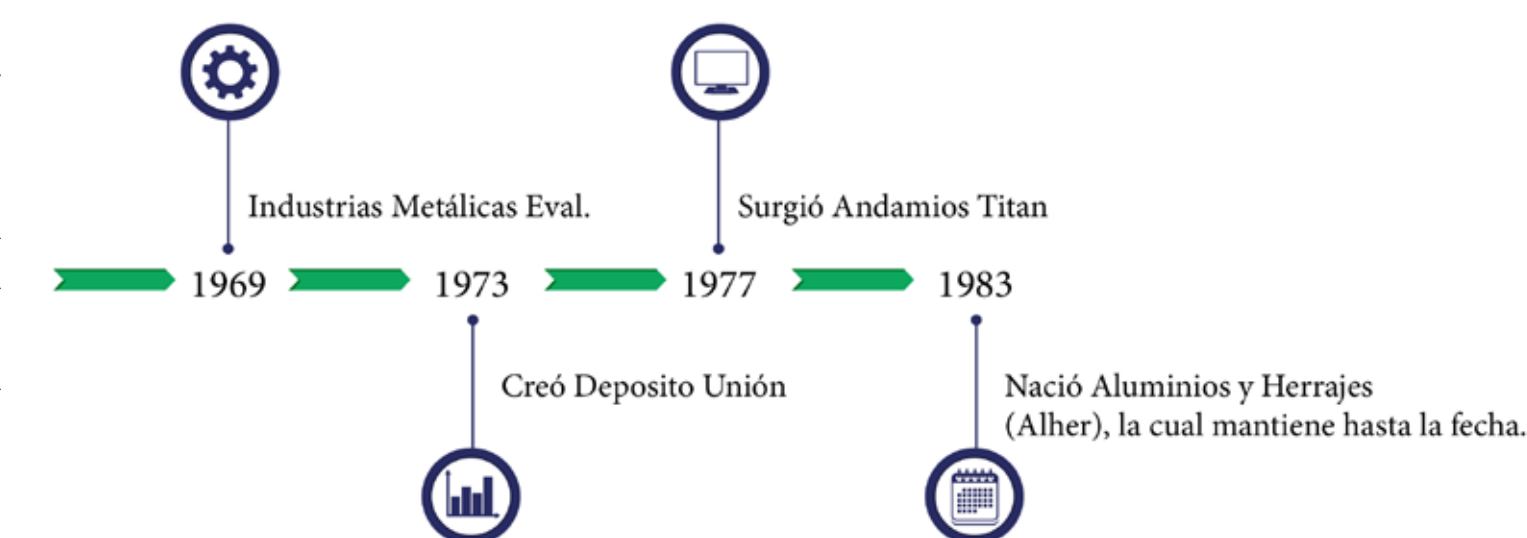 Industrias Metálicas Eval.
Surgió Andamios Titan
1969
1973
1977
1983
Creó Deposito Unión
Nació Aluminios y Herrajes
(Alher), la cual mantiene hasta la fecha.